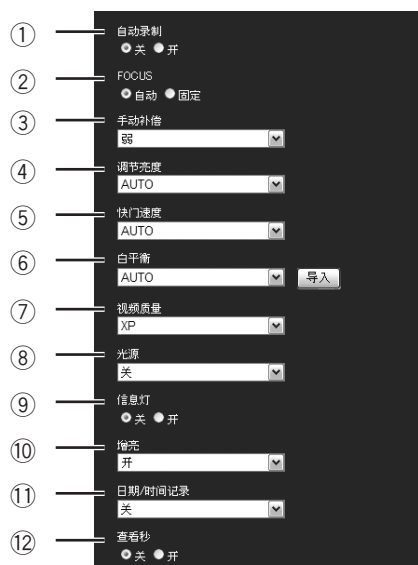 ① 自动录制
关 开
② FOCUS
自动 固定
③ 手动补偿
弱
④ 调节亮度
AUTO
⑤ 快门速度
AUTO
⑥ 白平衡
AUTO 导入
⑦ 视频质量
XP
⑧ 光源
关
⑨ 信息灯
关 开
⑩ 增亮
开
⑪ 日期/时间记录
关
⑫ 查看秒
关 开